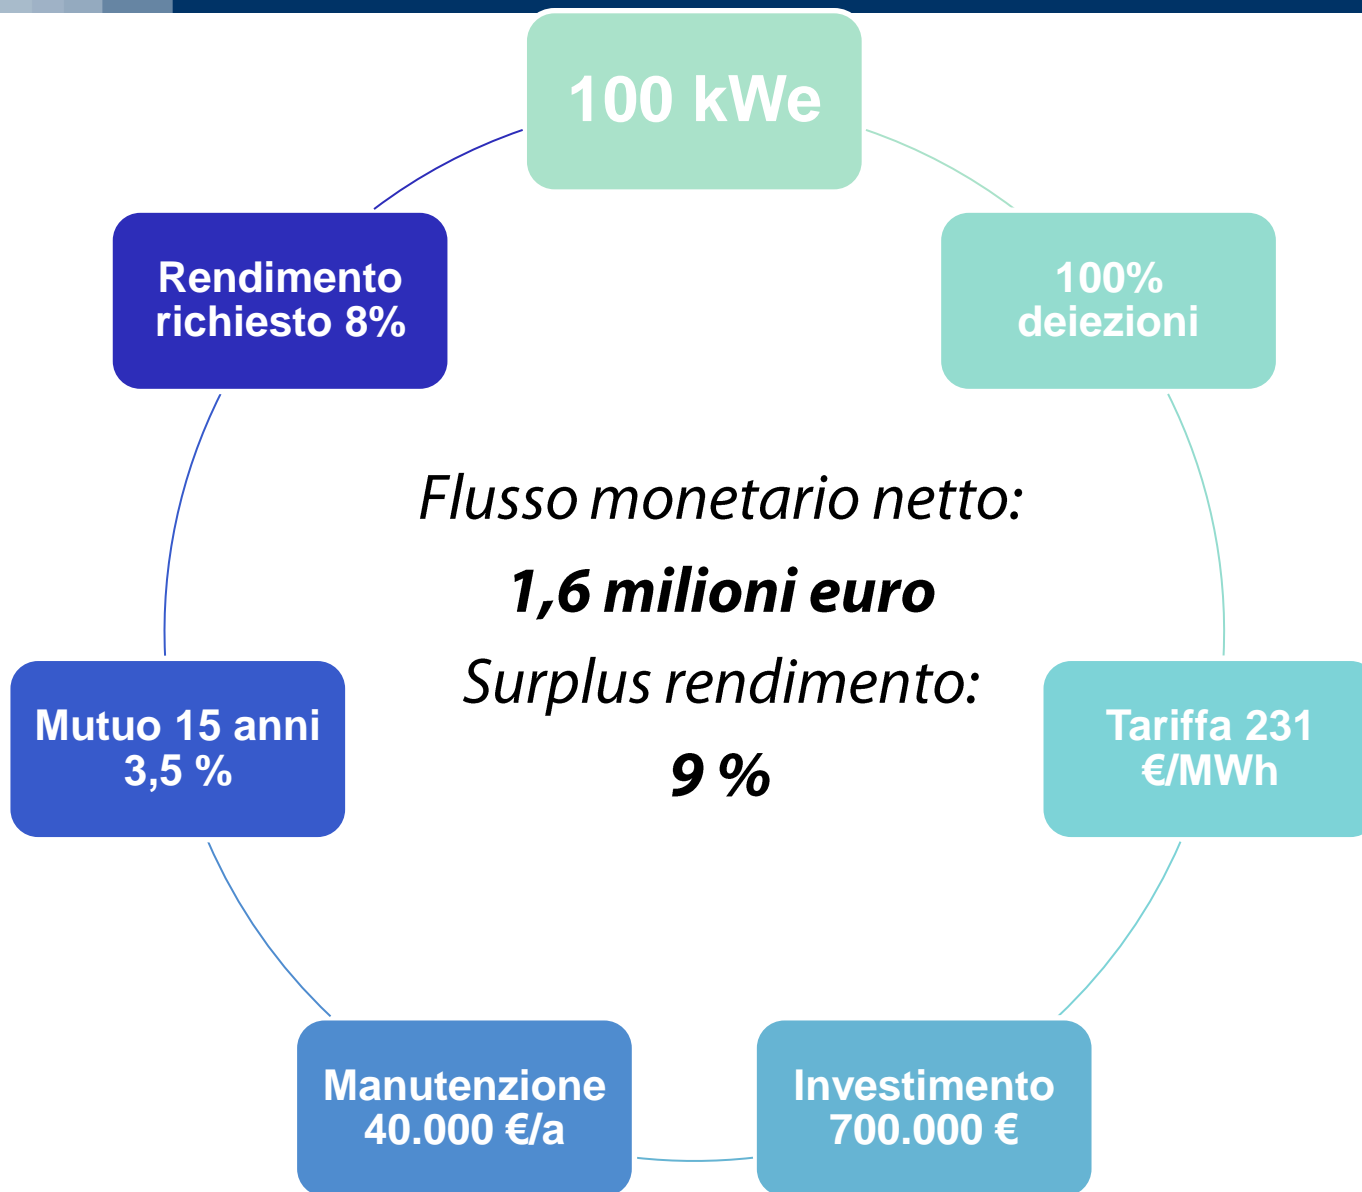 100 kWe
Rendimento
richiesto 8%
100%
deiezioni
Flusso monetario netto:
1,6 milioni euro
Surplus rendimento:
9 %
Mutuo 15 anni
3,5 %
Tariffa 231
€/MWh
Manutenzione
40.000 €/a
Investimento
700.000 €